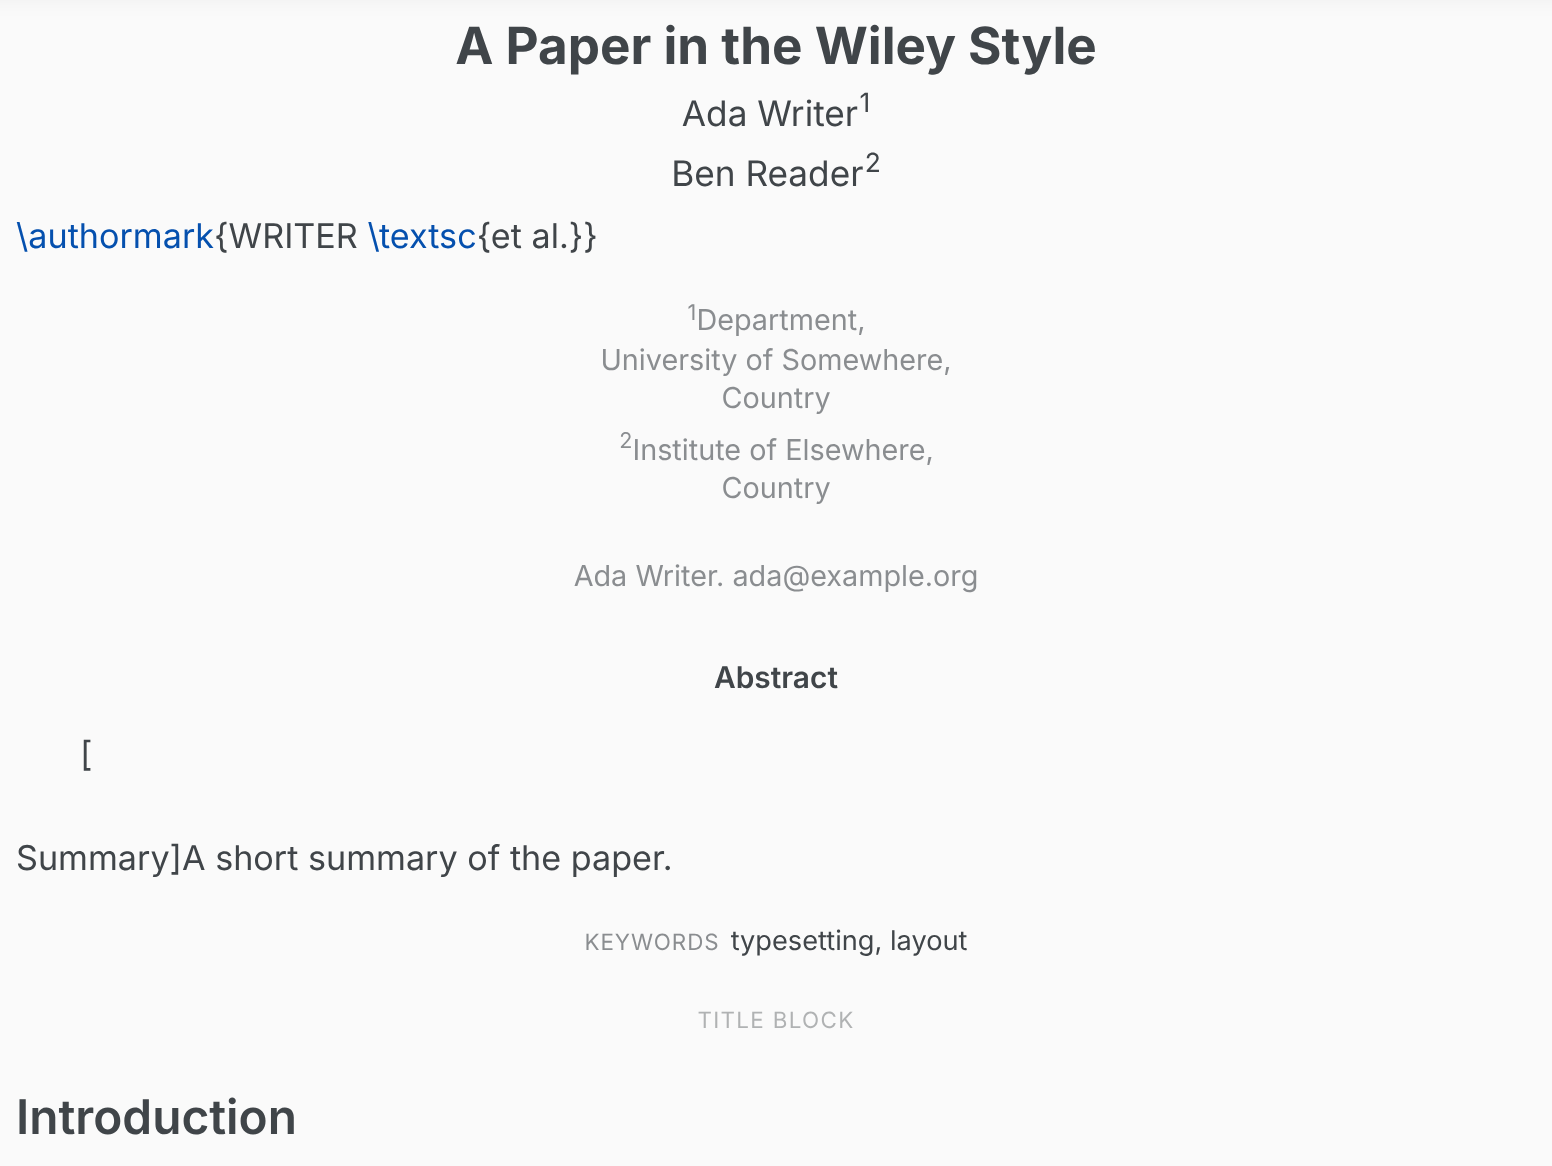 A Paper in the Wiley Style
Ada Writer1
Ben Reader2
\authormark{WRITER \textsc{et al.}}
1Department,
University of Somewhere,
Country
2Institute of Elsewhere,
Country
Ada Writer. ada@example.org
Abstract
[
Summary]A short summary of the paper.
KEYWORDS typesetting, layout
TITLE BLOCK
Introduction